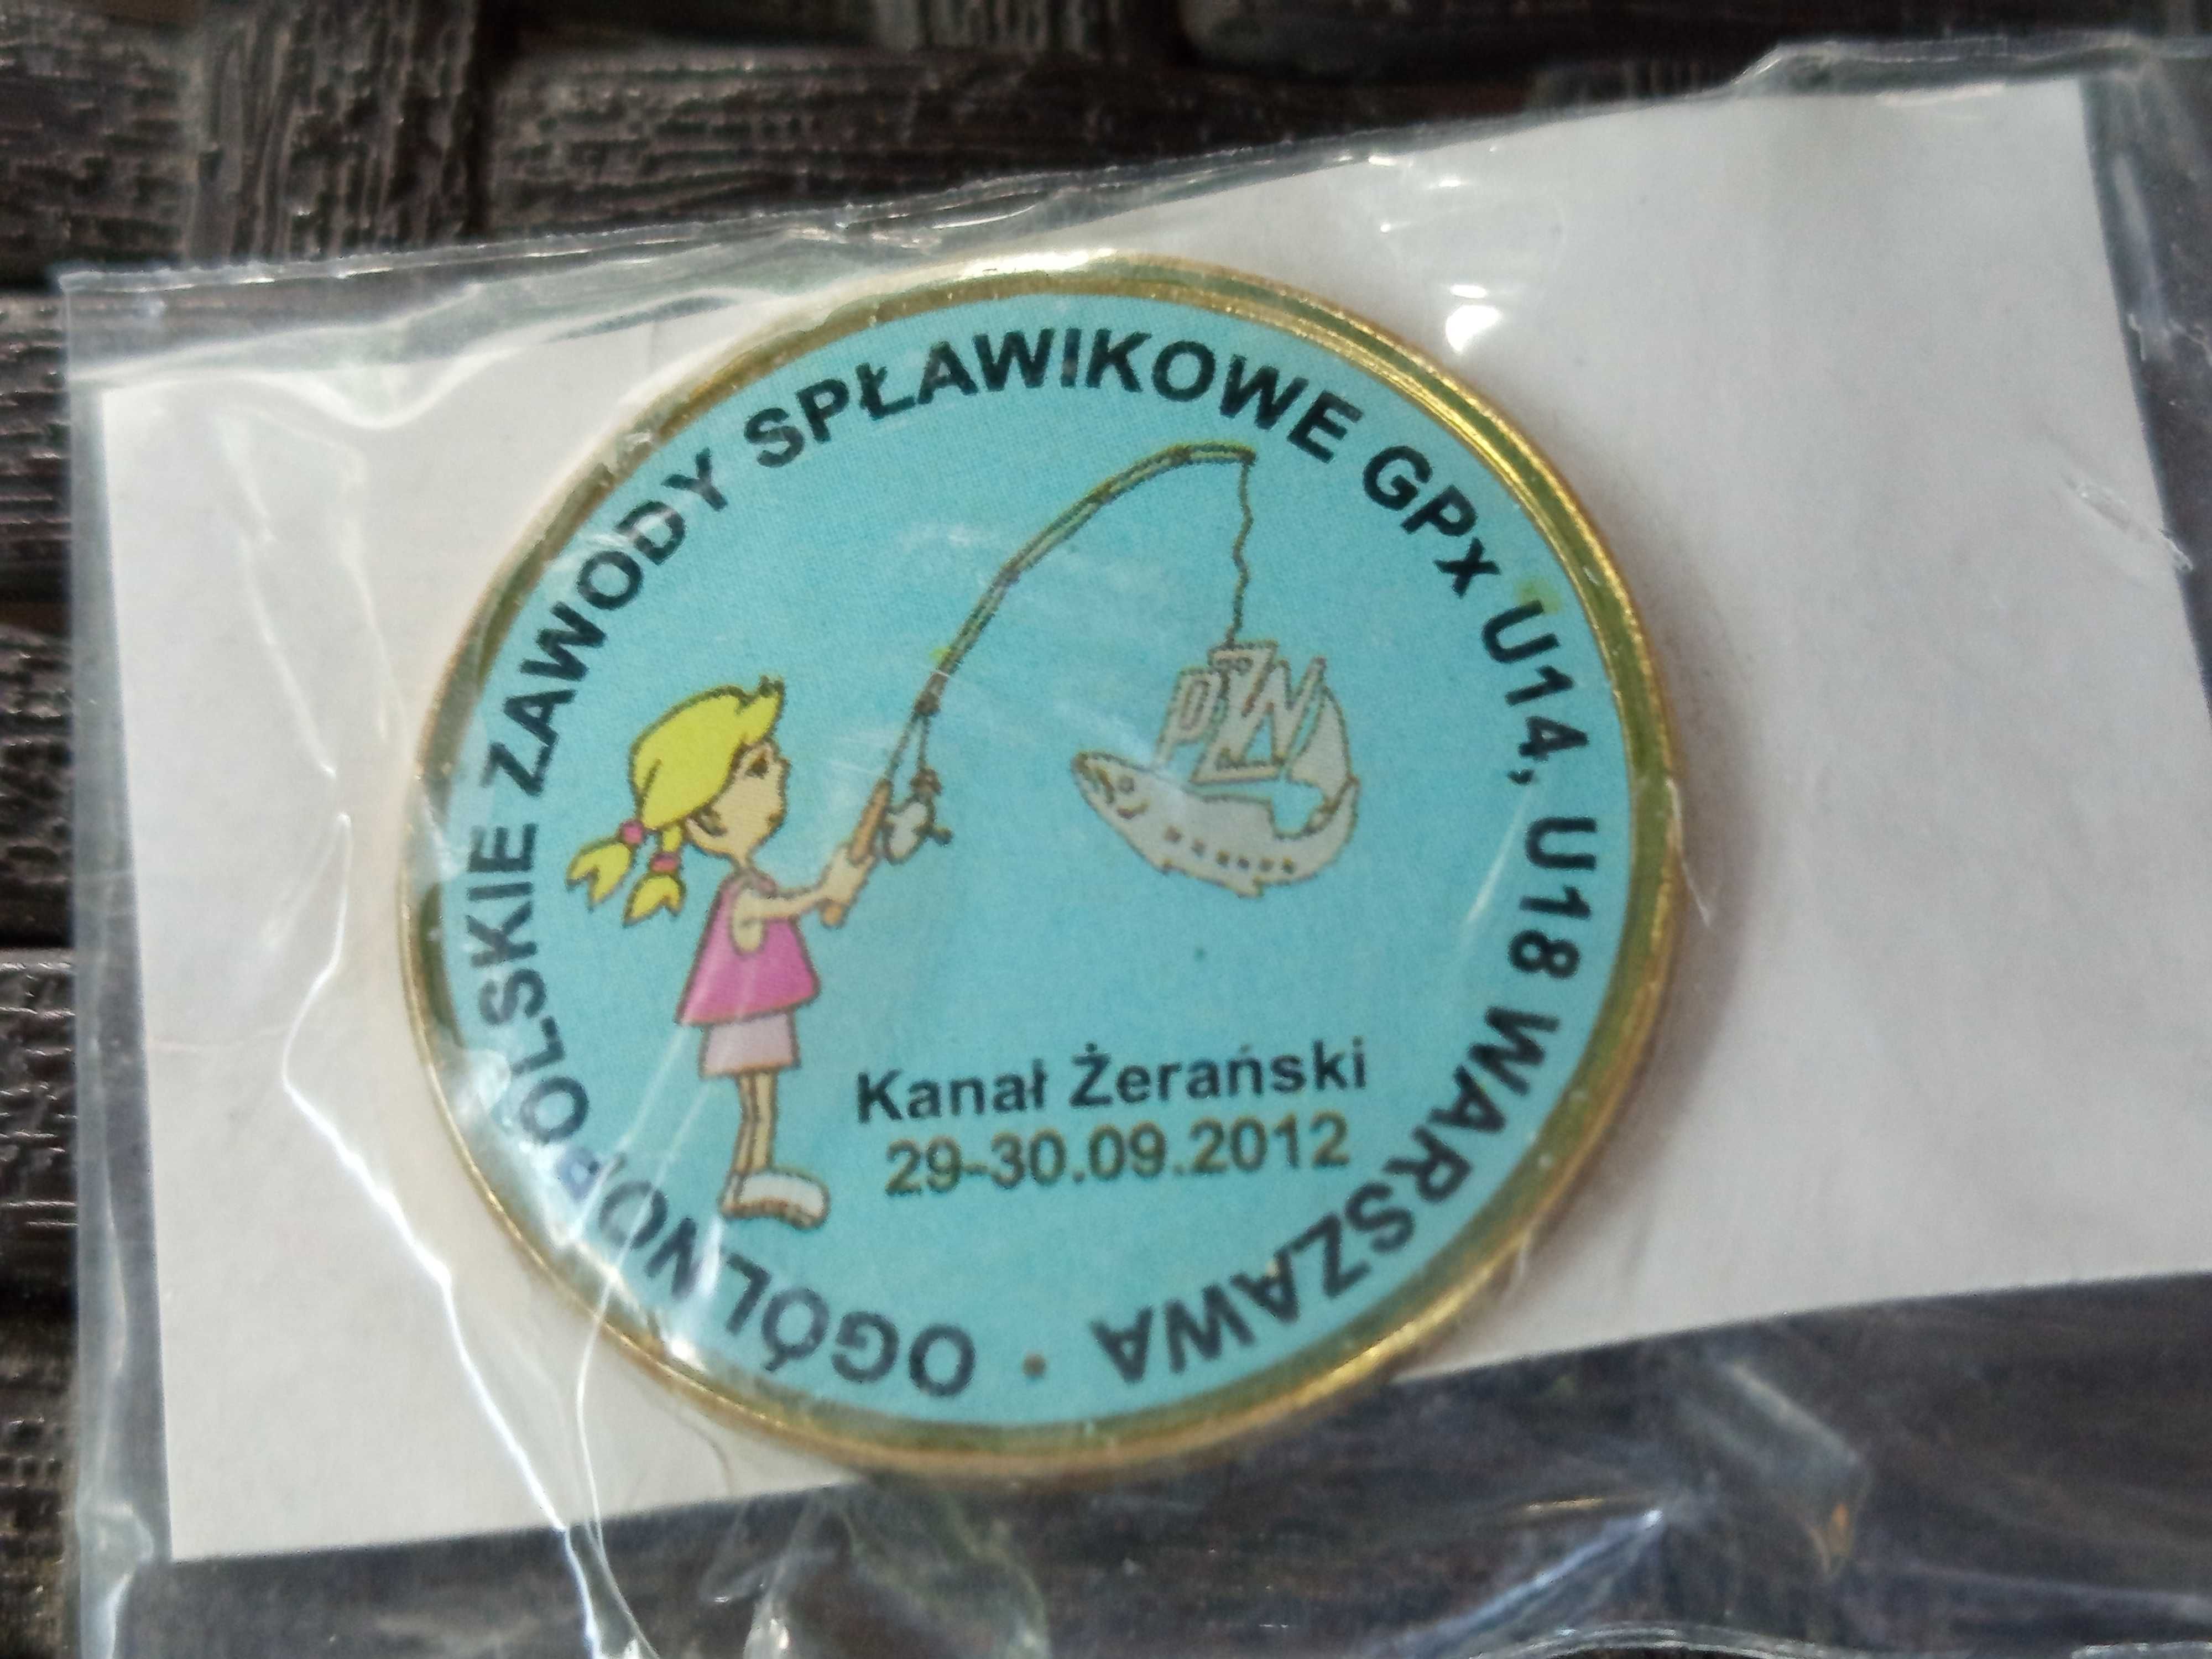 OGÓLNOPOLSKIE ZAWODY SPŁAWIKOWE GPx U14, U18 WARSZAWA •
PZW
Kanał Żerański
29-30.09.2012